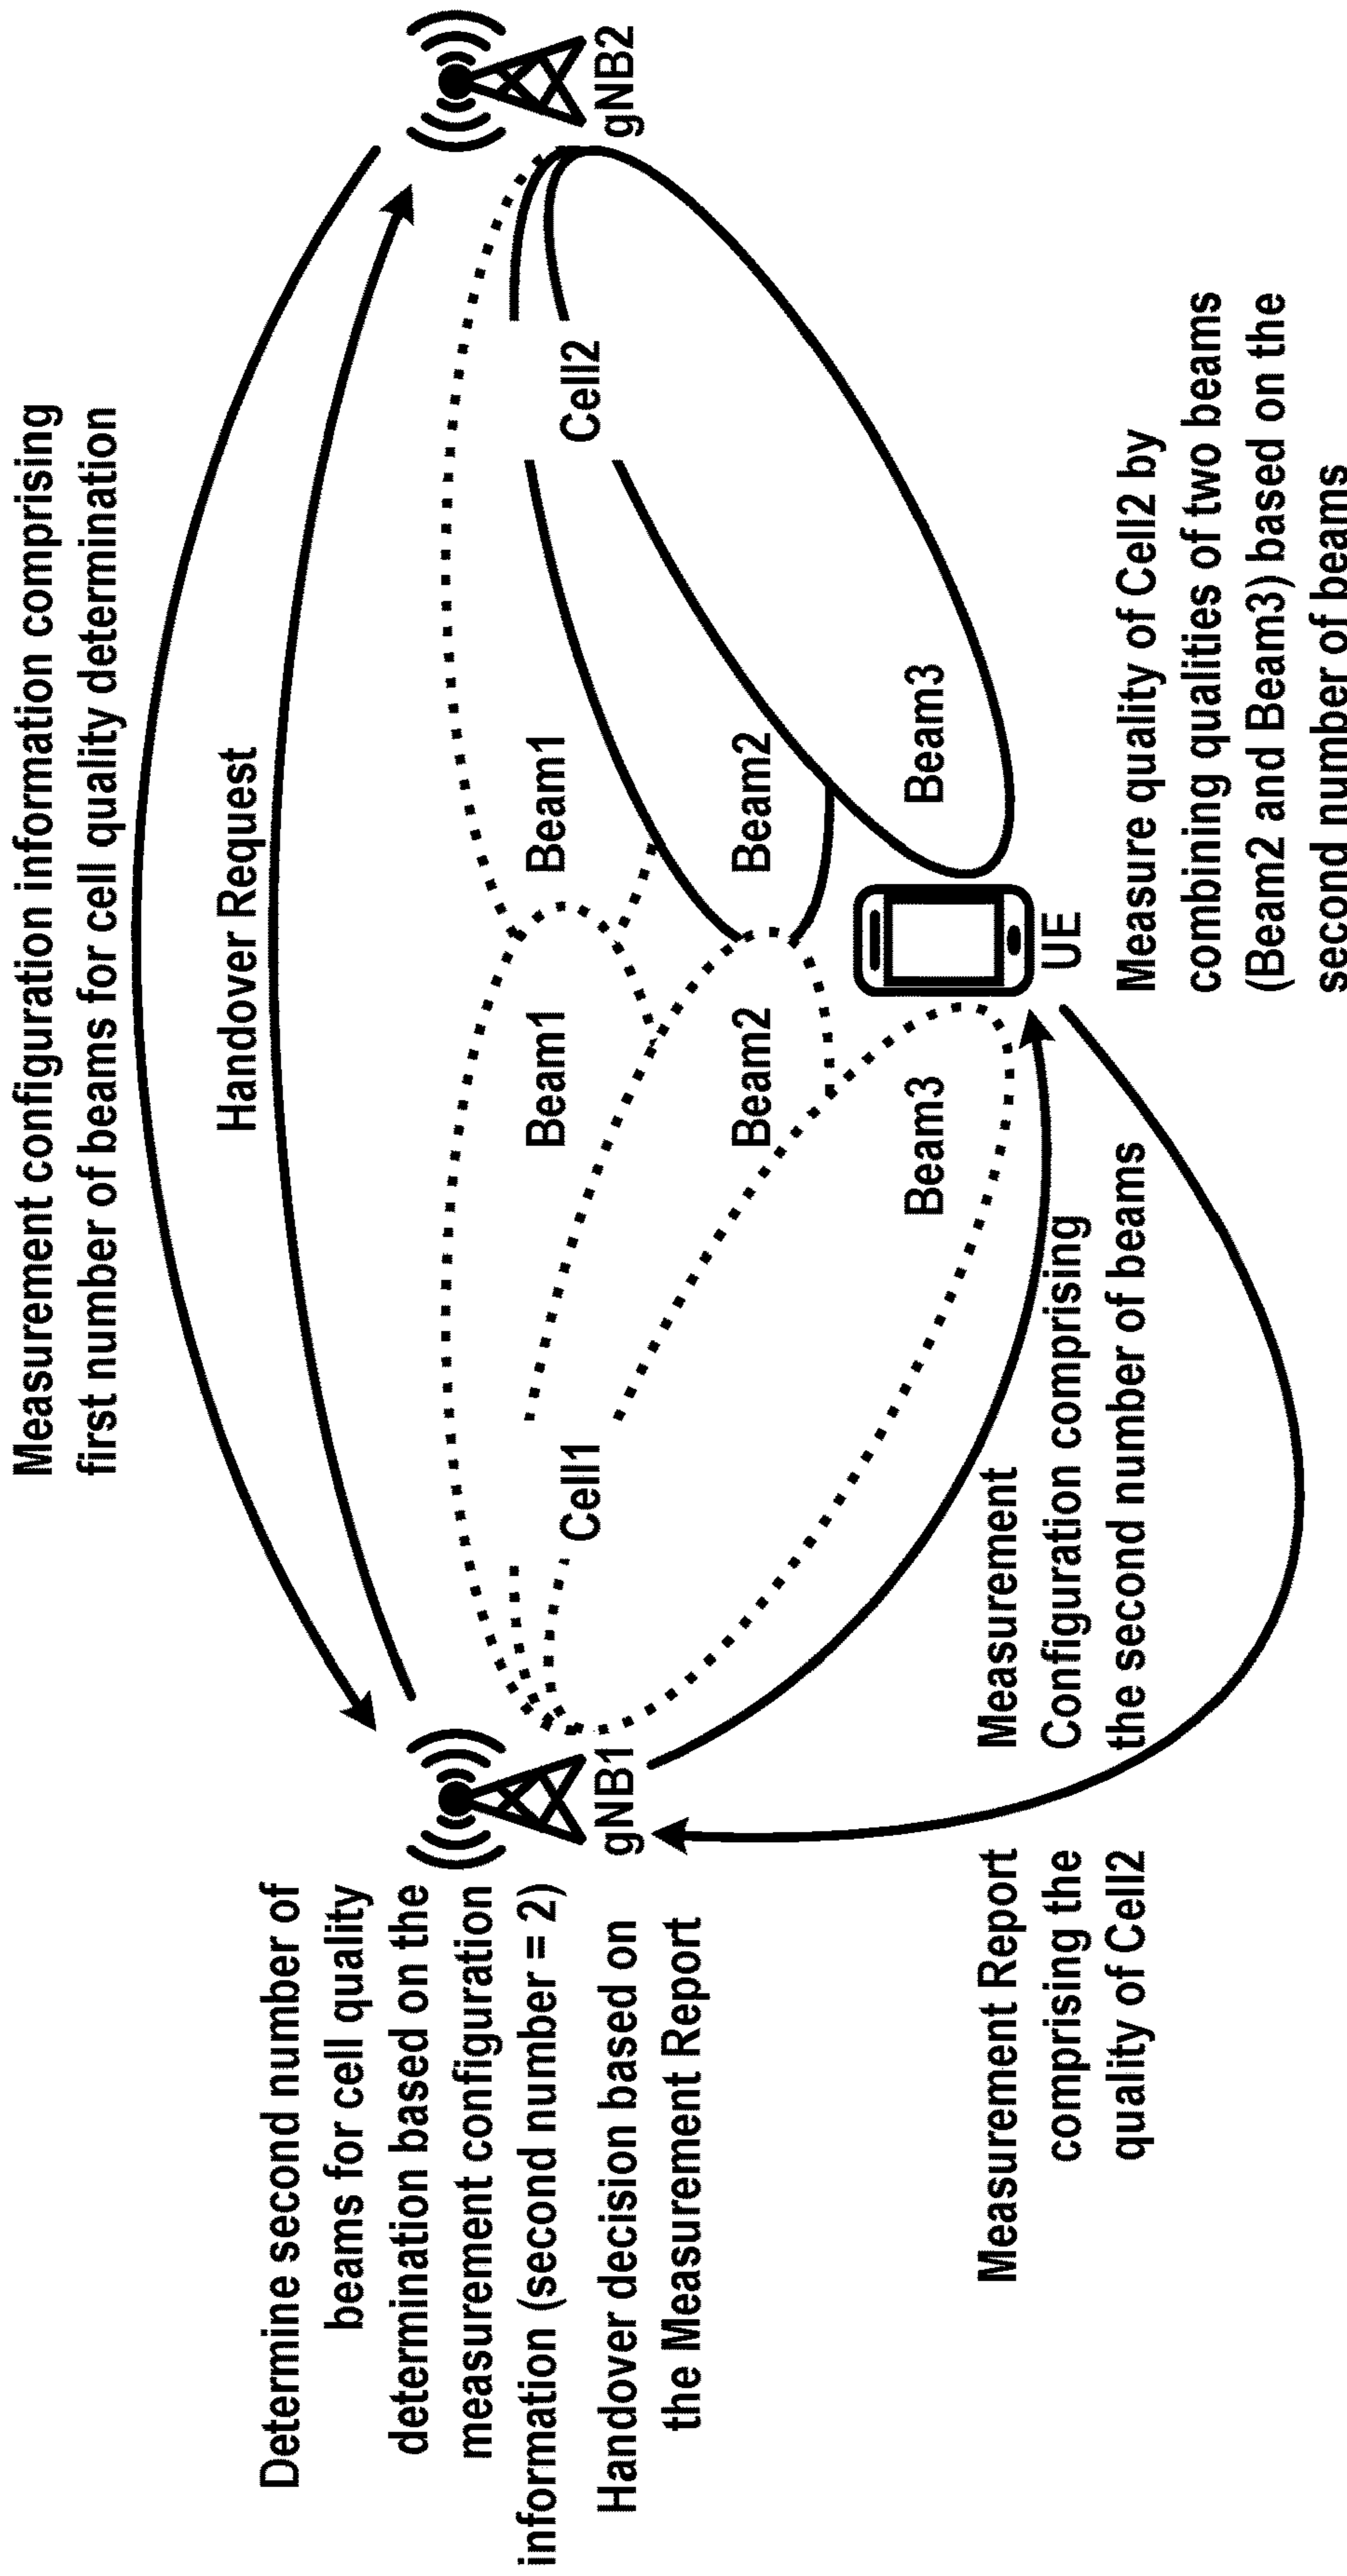 Measurement configuration information comprising
first number of beams for cell quality determination
Handover Request
Determine second number of
beams for cell quality
determination based on the
measurement configuration
information (second number = 2)
Handover decision based on
the Measurement Report
gNB1
gNB2
Cell1
Cell2
Beam1
Beam1
Beam2
Beam2
Beam3
Beam3
UE
Measurement
Configuration comprising
the second number of beams
Measurement Report
comprising the
quality of Cell2
Measure quality of Cell2 by
combining qualities of two beams
(Beam2 and Beam3) based on the
second number of beams